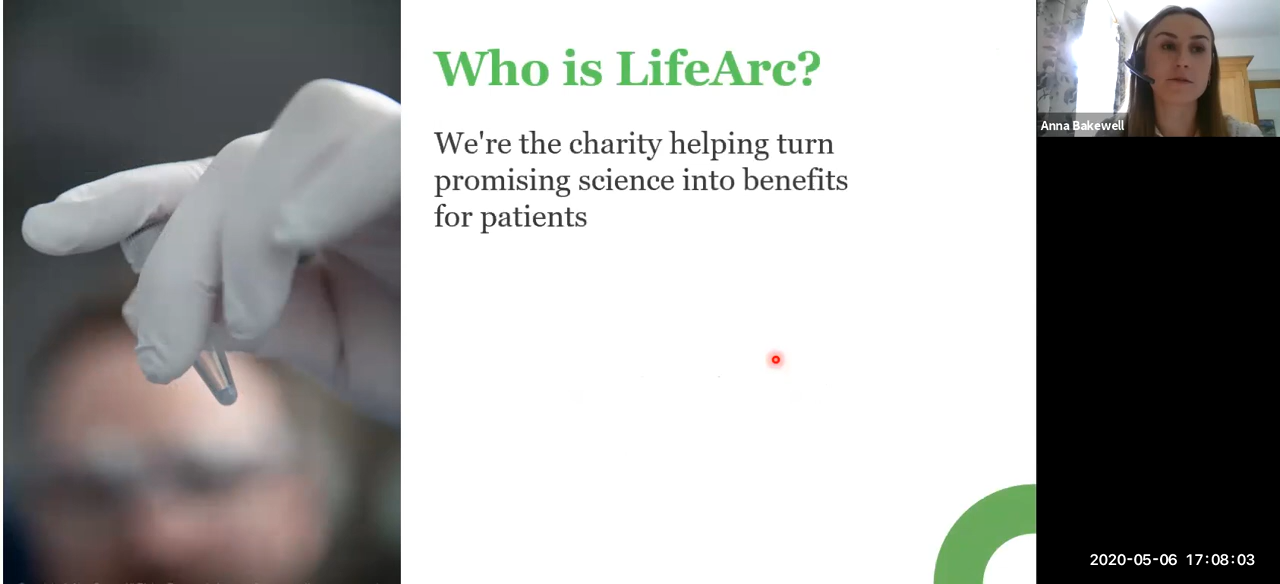 Who is LifeArc?
We're the charity helping turn
promising science into benefits
for patients
Anna Bakewell
2020-05-06 17:08:03